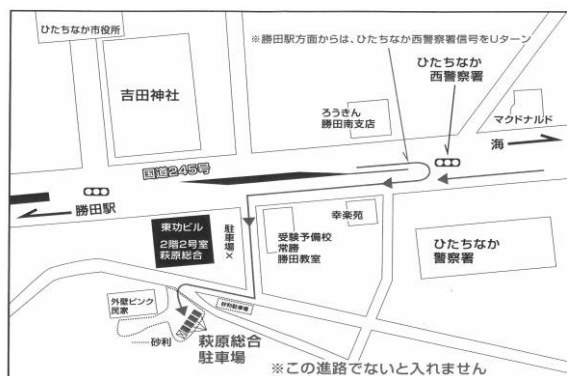 ひたちなか市役所
※勝田駅方面からは、ひたちなか西警察署信号をUターン
吉田神社
ひたちなか
西警察署
ろうきん
勝田南支店
マクドナルド
海
国道245号
勝田駅
東功ビル
2階2号室
萩原総合
駐車場×
受験予備校
常勝
勝田教室
幸楽苑
ひたちなか
警察署
外壁ピンク
民家
砂利駐車場
砂利
萩原総合
駐車場
※この進路でないと入れません